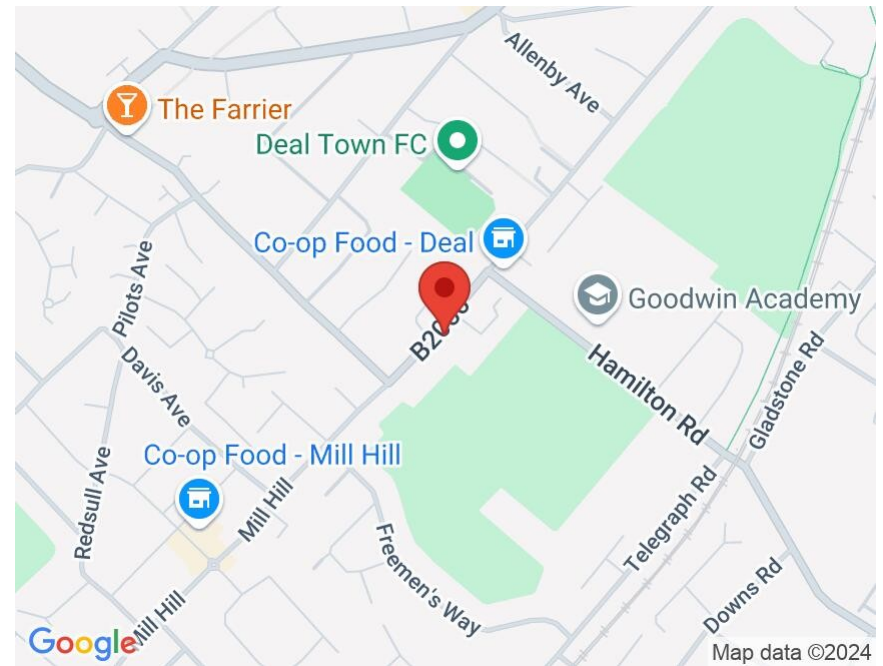 Allenby Ave
The Farrier
Deal Town FC
Co-op Food - Deal
Pilots Ave
Goodwin Academy
Davis Ave
Hamilton Rd
Gladstone Rd
Co-op Food - Mill Hill
Redsull Ave
Mill Hill
Telegraph Rd
Freemen's Way
Downs Rd
Mill Hill
Google
Map data ©2024